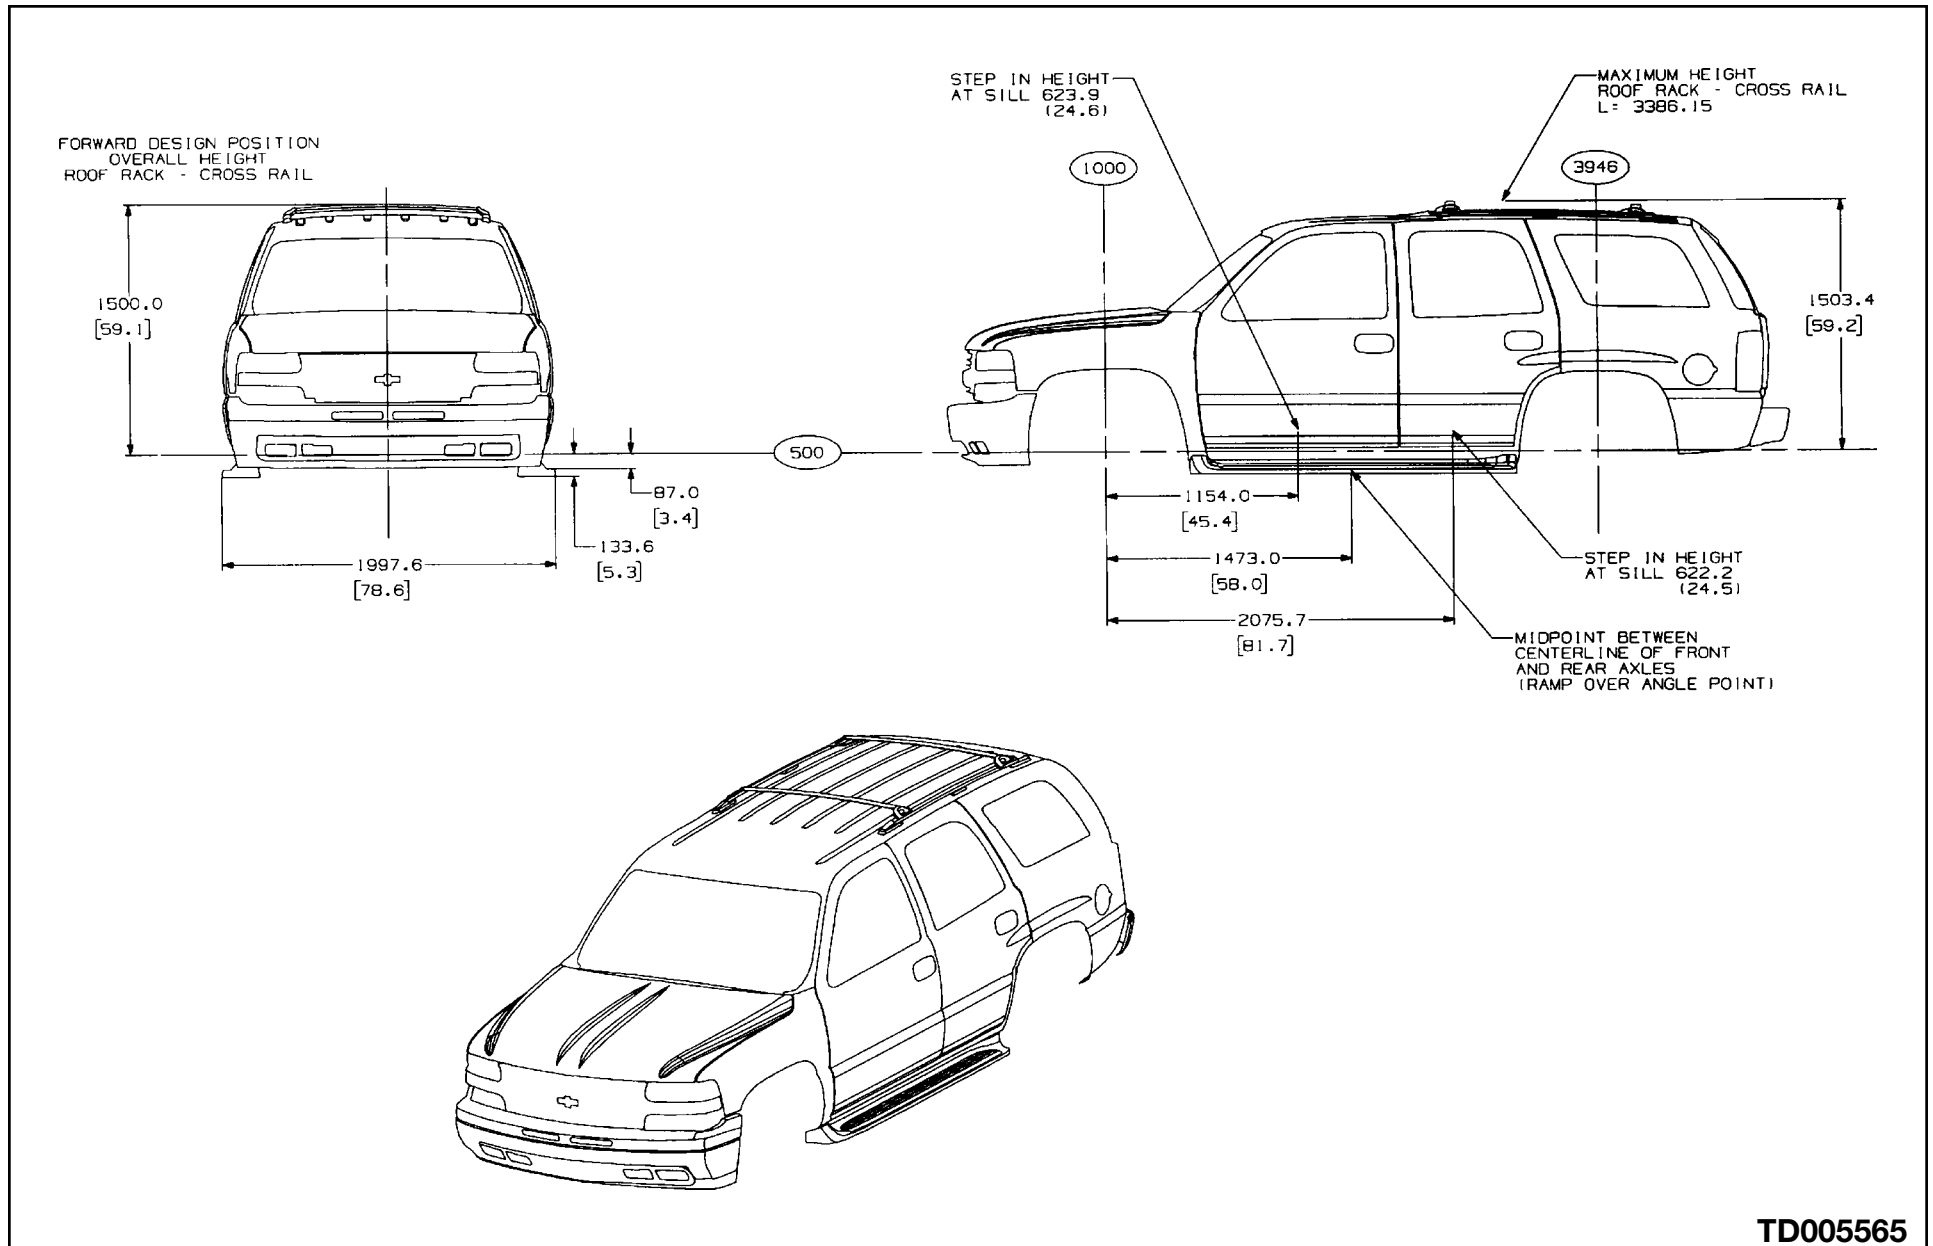 STEP IN HEIGHT
AT SILL 623.9
(24.6)
MAXIMUM HEIGHT
ROOF RACK - CROSS RAIL
L= 3386.15
FORWARD DESIGN POSITION
OVERALL HEIGHT
ROOF RACK - CROSS RAIL
1000
3946
1500.0
[59.1]
1503.4
[59.2]
500
87.0
[3.4]
133.6
[5.3]
1997.6
[78.6]
1154.0
[45.4]
1473.0
[58.0]
2075.7
[81.7]
STEP IN HEIGHT
AT SILL 622.2
(24.5)
MIDPOINT BETWEEN
CENTERLINE OF FRONT
AND REAR AXLES
(RAMP OVER ANGLE POINT)
TD005565